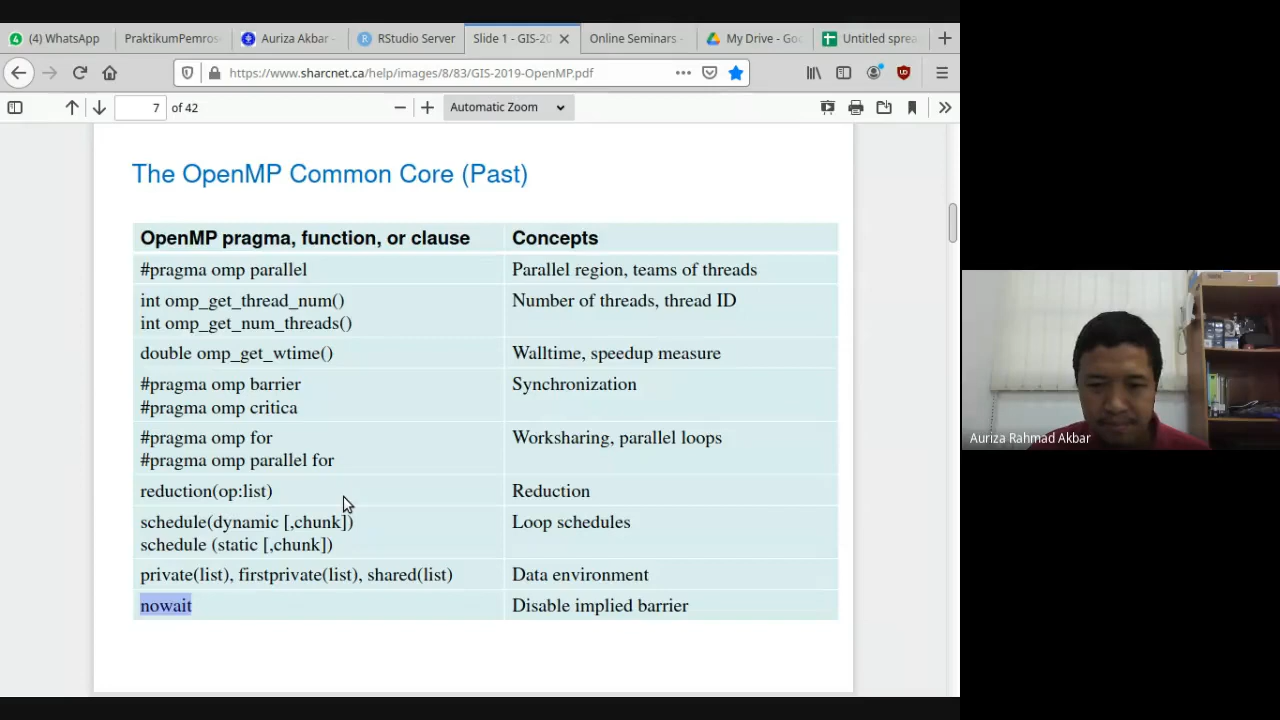 (4) WhatsApp
PraktikumPemros
Auriza Akbar -
RStudio Server
Slide 1 - GIS-20
Online Seminars -
My Drive - Goo
Untitled sprea
https://www.sharcnet.ca/help/images/8/83/GIS-2019-OpenMP.pdf
7 of 42
Automatic Zoom
The OpenMP Common Core (Past)
OpenMP pragma, function, or clause Concepts
#pragma omp parallel Parallel region, teams of threads
int omp_get_thread_num() Number of threads, thread ID
int omp_get_num_threads()
double omp_get_wtime() Walltime, speedup measure
#pragma omp barrier Synchronization
#pragma omp critica
#pragma omp for Worksharing, parallel loops
#pragma omp parallel for
reduction(op:list) Reduction
schedule(dynamic [,chunk]) Loop schedules
schedule (static [,chunk])
private(list), firstprivate(list), shared(list) Data environment
nowait Disable implied barrier
Auriza Rahmad Akbar